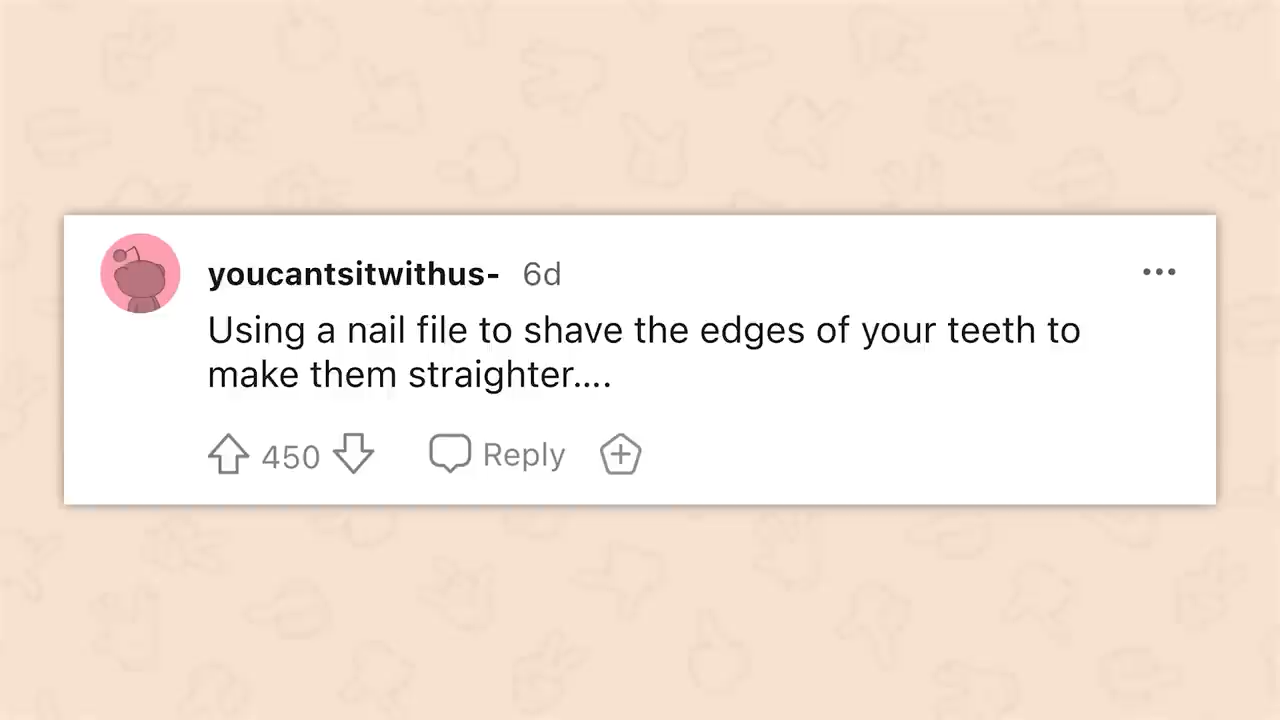 youcantsitwithus- 6d
Using a nail file to shave the edges of your teeth to
make them straighter....
450 Reply